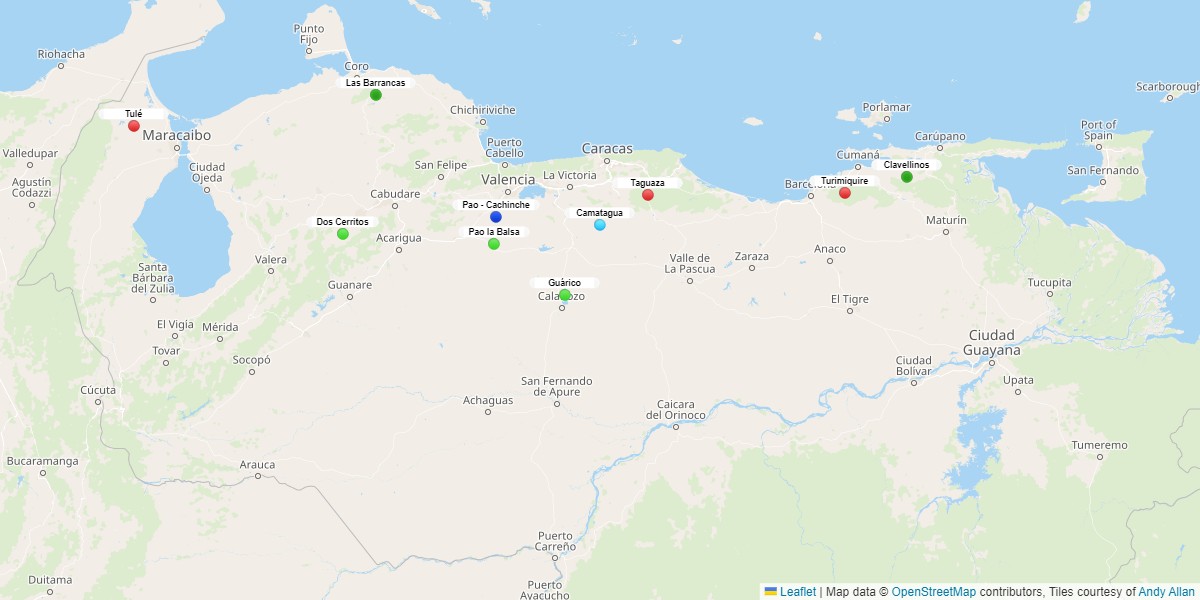 Punto
Fijo
Riohacha
Coro
Las Barrancas
Scarborough
Tulé
Chichiriviche
Porlamar
Maracaibo
Port of
Spain
Carúpano
Puerto
Cabello
Caracas
Valledupar
Cumaná
Ciudad
Ojeda
San Felipe
Clavellinos
San Fernando
Valencia
La Victoria
Taguaza
Barcelona
Turimiquire
Agustín
Codazzi
Cabudare
Pao - Cachinche
Camatagua
Dos Cerritos
Maturín
Pao la Balsa
Acarigua
Anaco
Valera
Valle de
La Pascua
Zaraza
Santa
Bárbara
del Zulia
Guanare
Guárico
Calabozo
Tucupita
El Tigre
El Vigía
Mérida
Ciudad
Guayana
Tovar
Socopó
Ciudad
Bolívar
Cúcuta
San Fernando
de Apure
Upata
Achaguas
Caicara
del Orinoco
Tumeremo
Bucaramanga
Arauca
Puerto
Carreño
Duitama
Puerto
Ayacucho
Leaflet | Map data © OpenStreetMap contributors, Tiles courtesy of Andy Allan